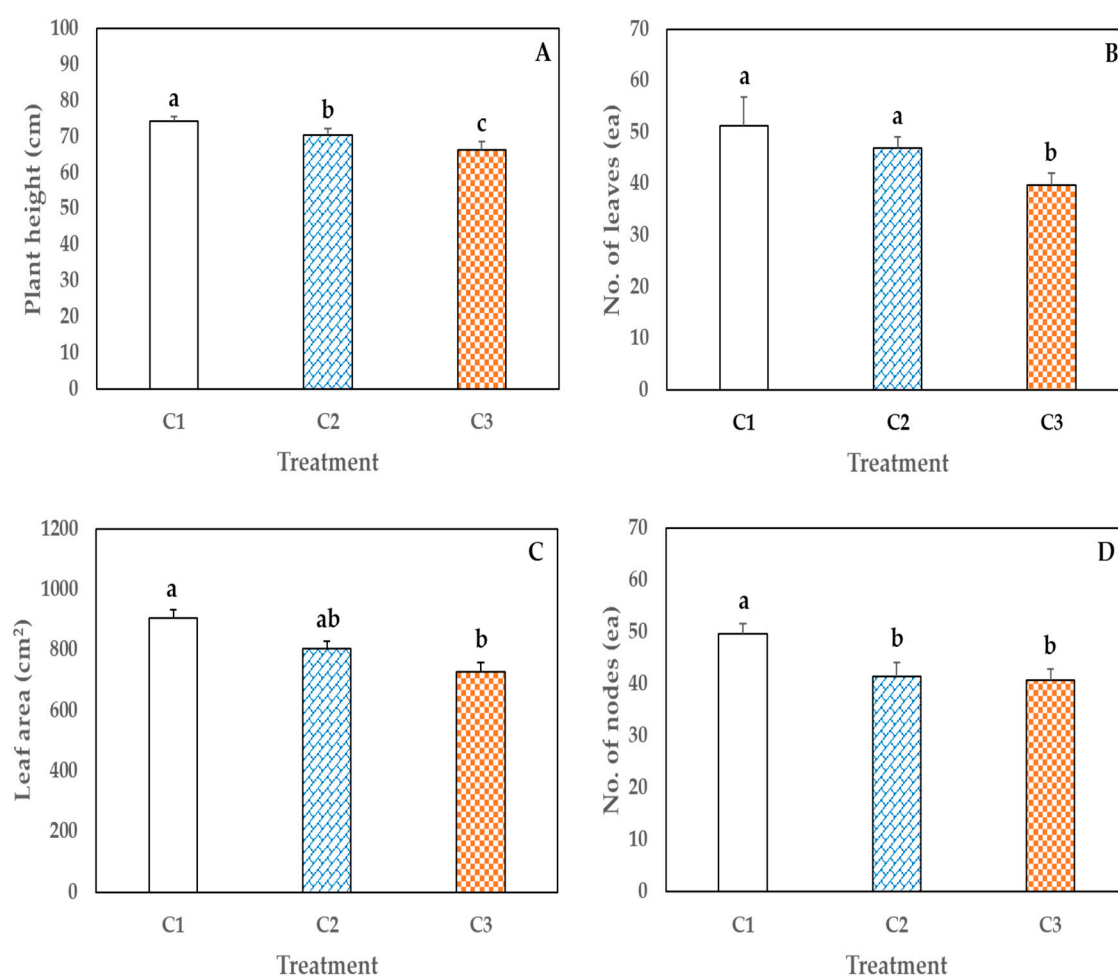 A
Plant height (cm)
100
90
80
70
60
50
40
30
20
10
0
a
b
c
C1
C2
C3
Treatment
B
No. of leaves (ea)
70
60
50
40
30
20
10
0
a
a
b
C1
C2
C3
Treatment
C
Leaf area (cm²)
1200
1000
800
600
400
200
0
a
ab
b
C1
C2
C3
Treatment
D
No. of nodes (ea)
70
60
50
40
30
20
10
0
a
b
b
C1
C2
C3
Treatment